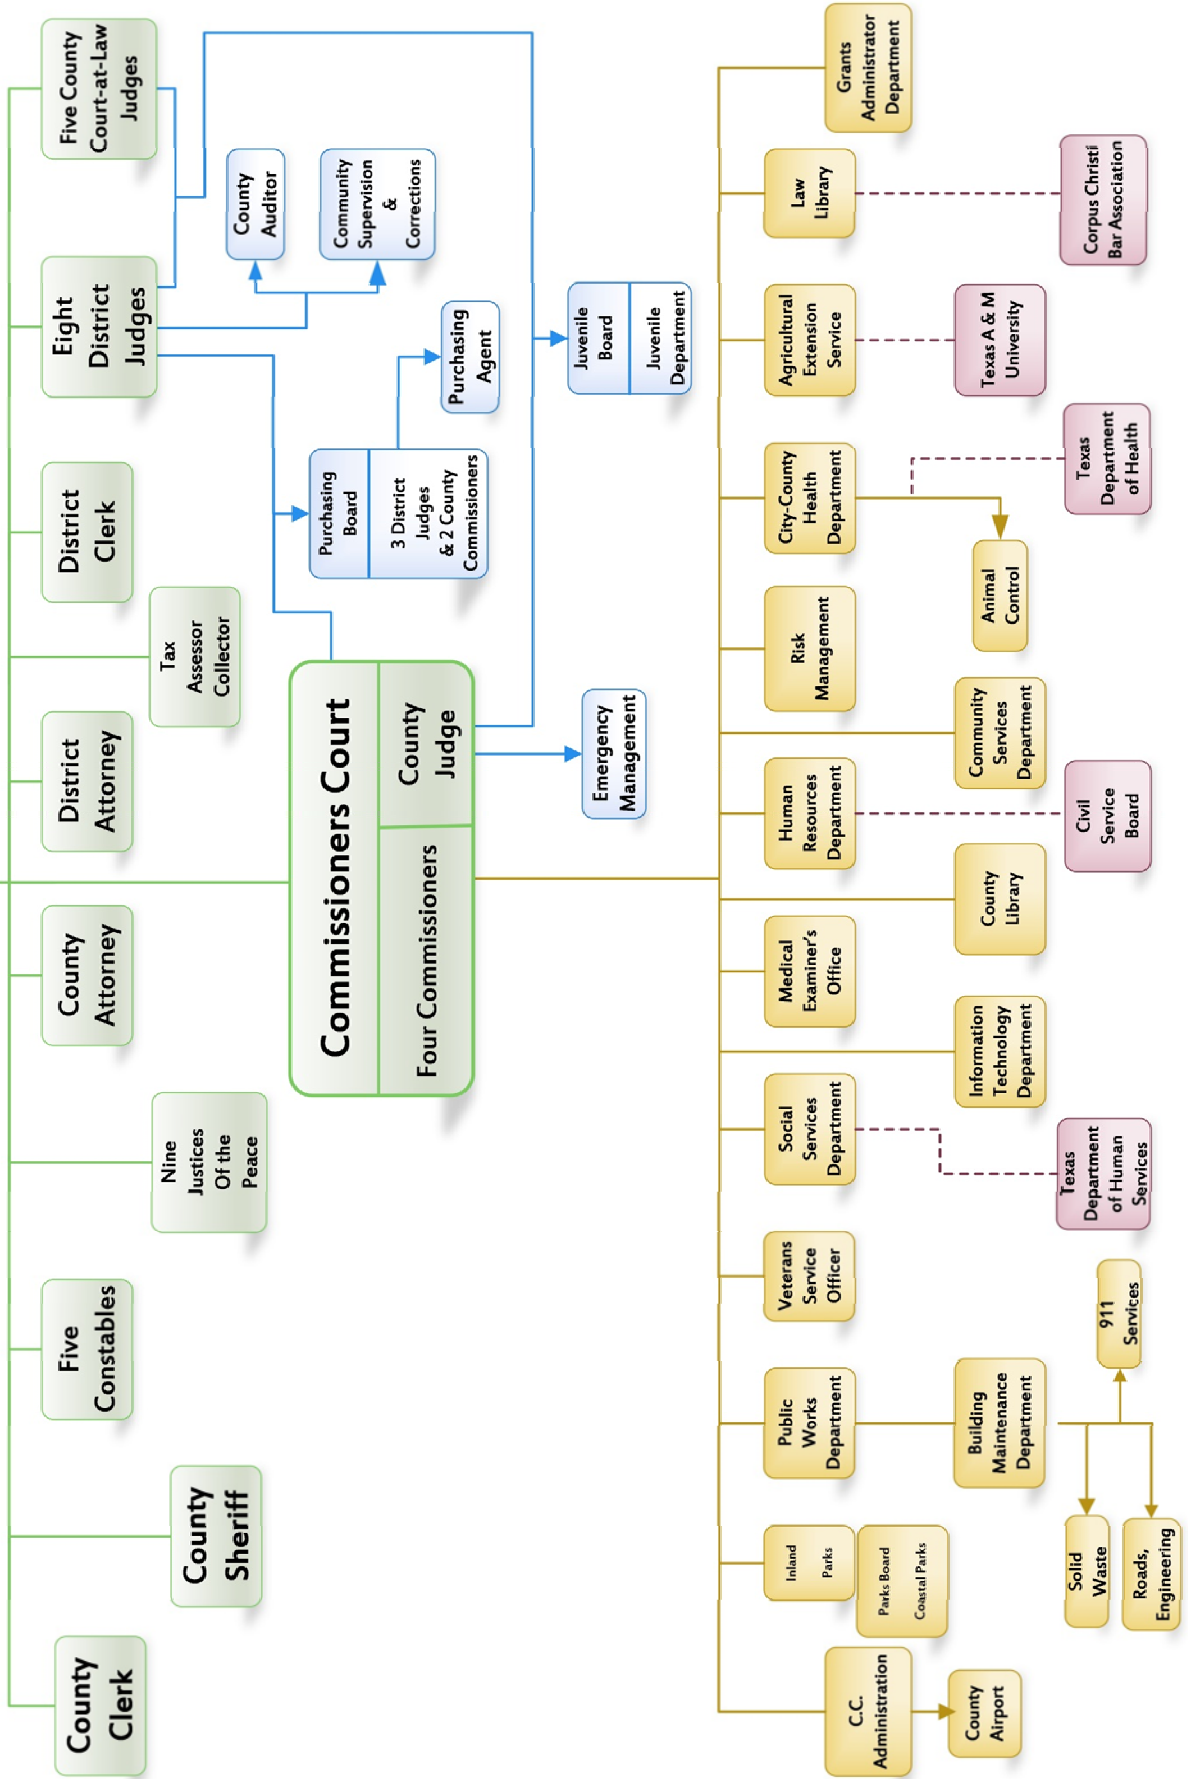 County
Clerk
County
Sheriff
Five
Constables
Nine
Justices
Of the
Peace
County
Attorney
District
Attorney
Tax
Assessor
Collector
District
Clerk
Eight
District
Judges
Five County
Court-at-Law
Judges
Commissioners Court
Four Commissioners
County
Judge
Purchasing
Board
3 District
Judges
& 2 County
Commissioners
Purchasing
Agent
County
Auditor
Community
Supervision
&
Corrections
Emergency
Management
Juvenile
Board
Juvenile
Department
C.C.
Administration
County
Airport
Inland
Parks
Parks Board
Coastal Parks
Public
Works
Department
Building
Maintenance
Department
Solid
Waste
Roads,
Engineering
911
Services
Veterans
Service
Officer
Social
Services
Department
Texas
Department
of Human
Services
Information
Technology
Department
Medical
Examiner's
Office
County
Library
Human
Resources
Department
Civil
Service
Board
Community
Services
Department
Risk
Management
City-County
Health
Department
Animal
Control
Texas
Department
of Health
Agricultural
Extension
Service
Texas A & M
University
Law
Library
Corpus Christi
Bar Association
Grants
Administrator
Department